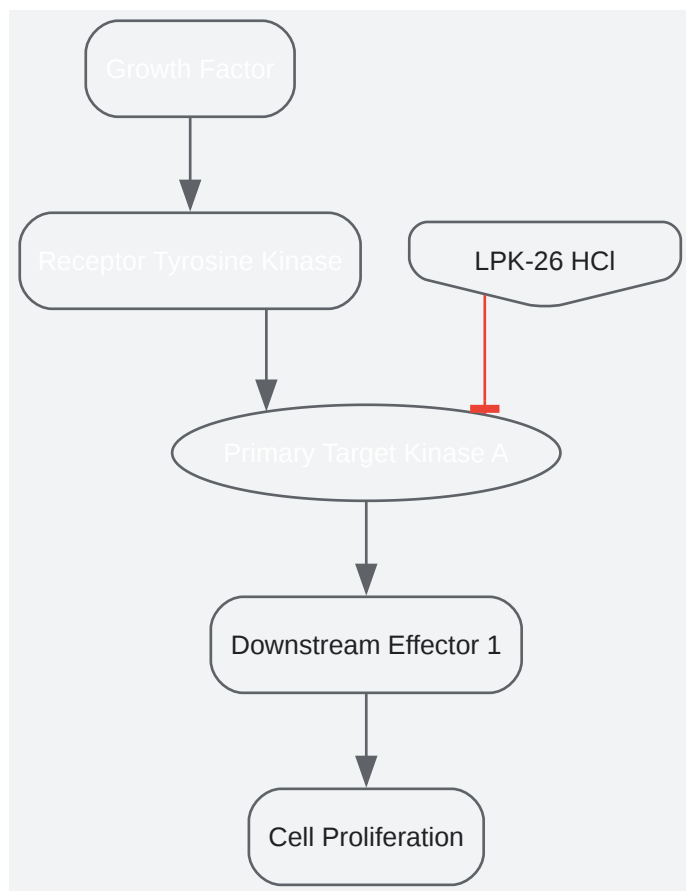 Growth Factor
Receptor Tyrosine Kinase
LPK-26 HCl
Primary Target Kinase A
Downstream Effector 1
Cell Proliferation